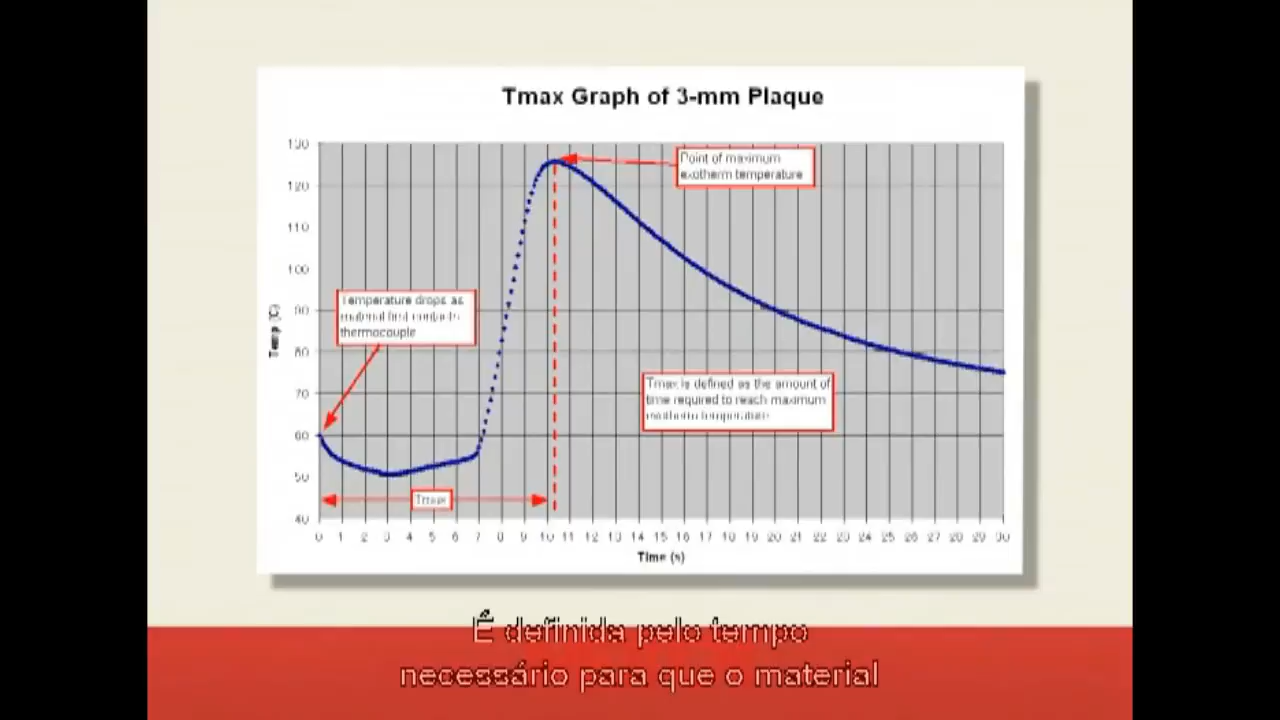 Tmax Graph of 3-mm Plaque
130
120
110
100
90
80
70
60
50
40
Temp (C)
Point of maximum
exotherm temperature
Temperature drops as
material first contacts
thermocouple
Tmax is defined as the amount of
time required to reach maximum
exotherm temperature
Tmax
0 1 2 3 4 5 6 7 8 9 10 11 12 13 14 15 16 17 18 19 20 21 22 23 24 25 26 27 28 29 30
Time (s)
É definida pelo tempo
necessário para que o material